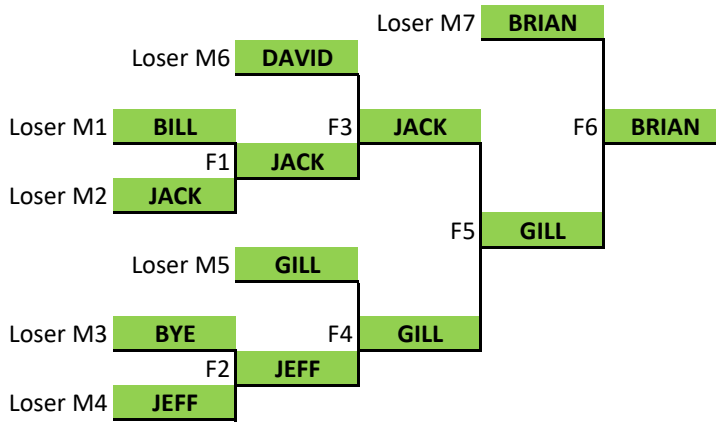 Loser M7 BRIAN
Loser M6 DAVID
Loser M1 BILL F3 JACK F6 BRIAN
F1 JACK
Loser M2 JACK
F5 GILL
Loser M5 GILL
Loser M3 BYE F4 GILL
F2 JEFF
Loser M4 JEFF